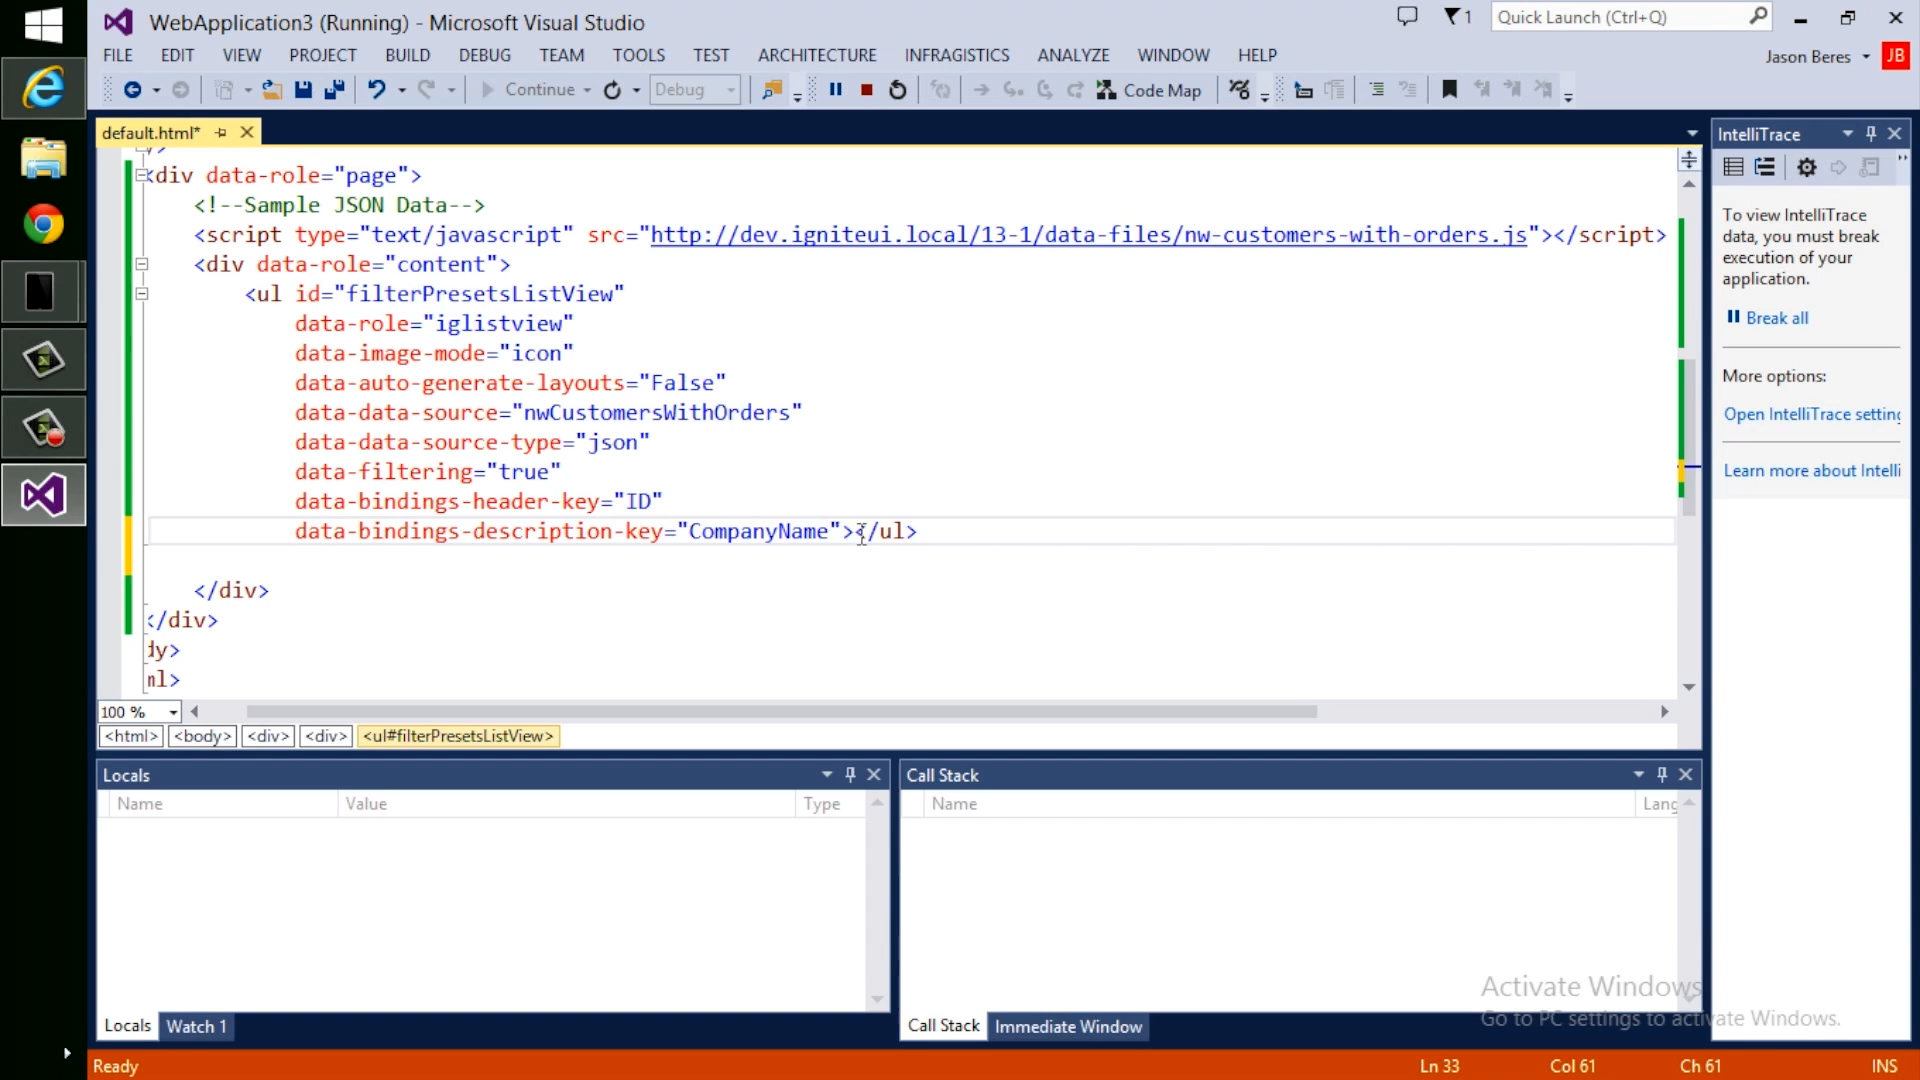 WebApplication3 (Running) - Microsoft Visual Studio
1
Quick Launch (Ctrl+Q)
FILE EDIT VIEW PROJECT BUILD DEBUG TEAM TOOLS TEST ARCHITECTURE INFRAGISTICS ANALYZE WINDOW HELP
Jason Beres
JB
Continue
Debug
Code Map
default.html*
<div data-role="page">
<!--Sample JSON Data-->
<script type="text/javascript" src="http://dev.igniteui.local/13-1/data-files/nw-customers-with-orders.js"></script>
<div data-role="content">
<ul id="filterPresetsListView"
data-role="iglistview"
data-image-mode="icon"
data-auto-generate-layouts="False"
data-data-source="nwCustomersWithOrders"
data-data-source-type="json"
data-filtering="true"
data-bindings-header-key="ID"
data-bindings-description-key="CompanyName"></ul>
</div>
</div>
dy>
ml>
100 %
<html> <body> <div> <div> <ul#filterPresetsListView>
IntelliTrace
To view IntelliTrace
data, you must break
execution of your
application.
Break all
More options:
Open IntelliTrace setting
Learn more about Intelli
Locals
Name Value Type
Locals Watch 1
Call Stack
Name Lang
Call Stack Immediate Window
Activate Windows
Go to PC settings to activate Windows.
Ready
Ln 33 Col 61 Ch 61 INS